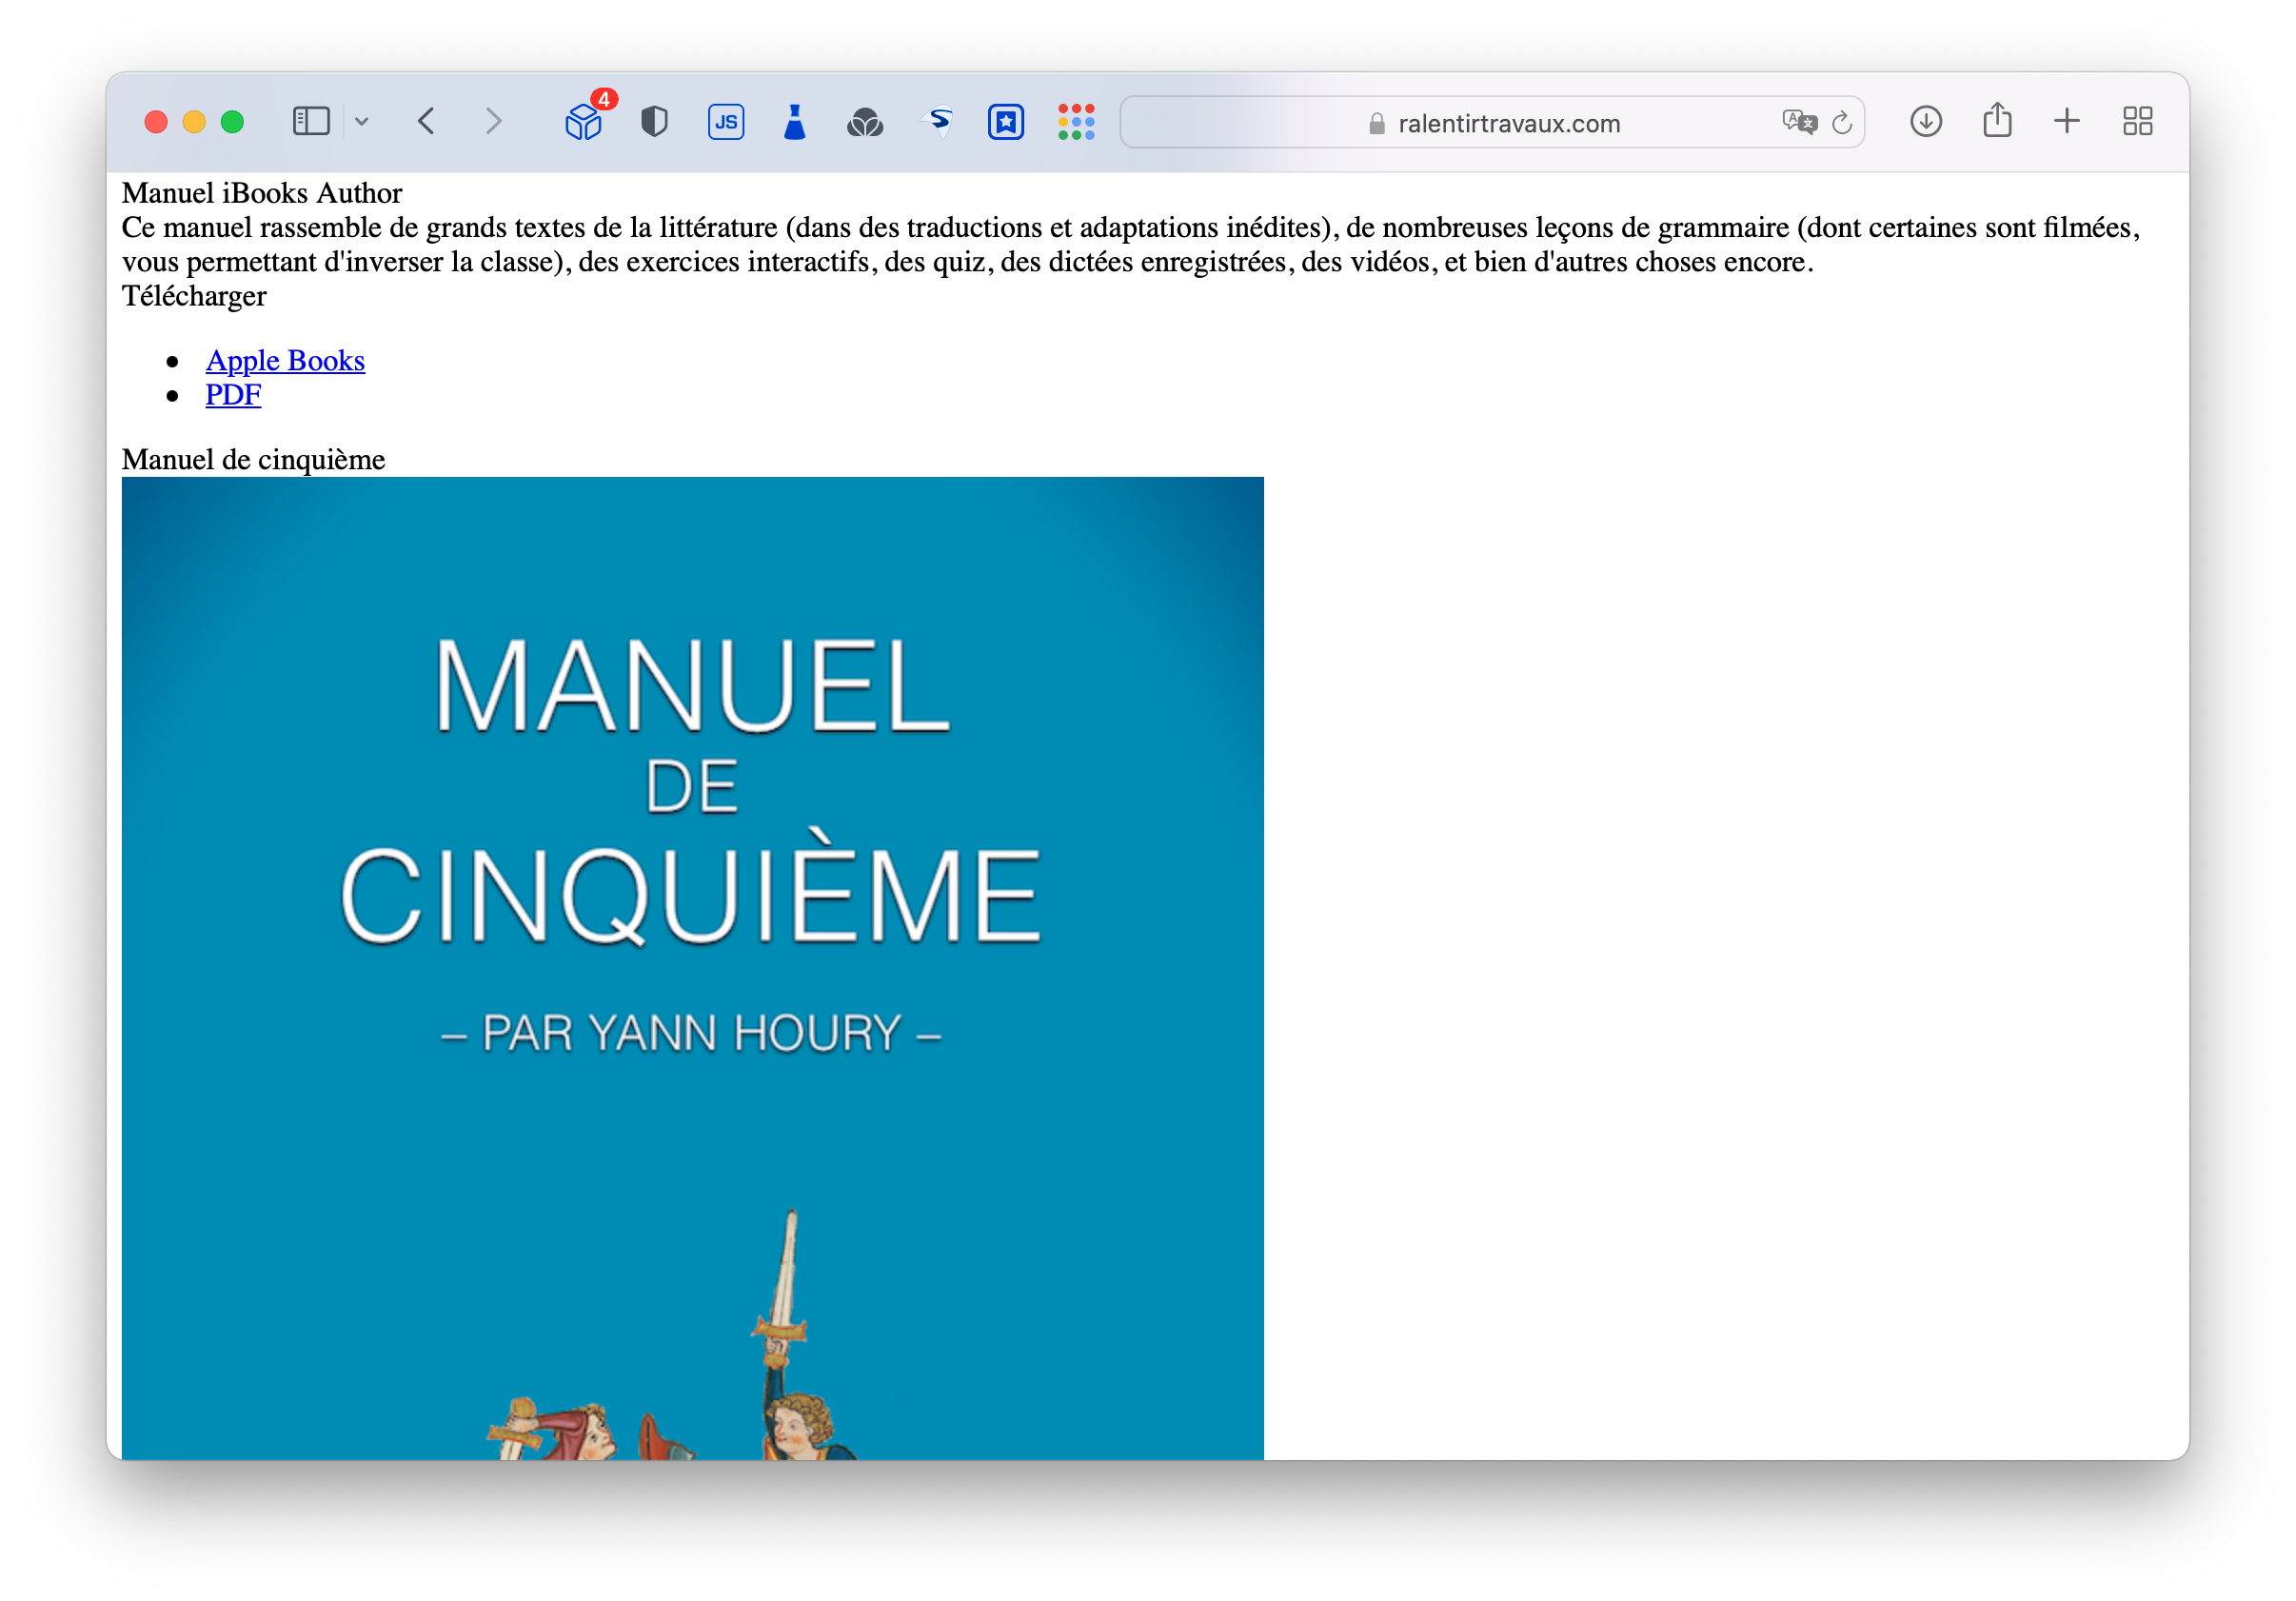 4
JS
ralentirtravaux.com
Manuel iBooks Author
Ce manuel rassemble de grands textes de la littérature (dans des traductions et adaptations inédites), de nombreuses leçons de grammaire (dont certaines sont filmées,
vous permettant d'inverser la classe), des exercices interactifs, des quiz, des dictées enregistrées, des vidéos, et bien d'autres choses encore.
Télécharger
Apple Books
PDF
Manuel de cinquième
MANUEL
DE
CINQUIÈME
– PAR YANN HOURY –